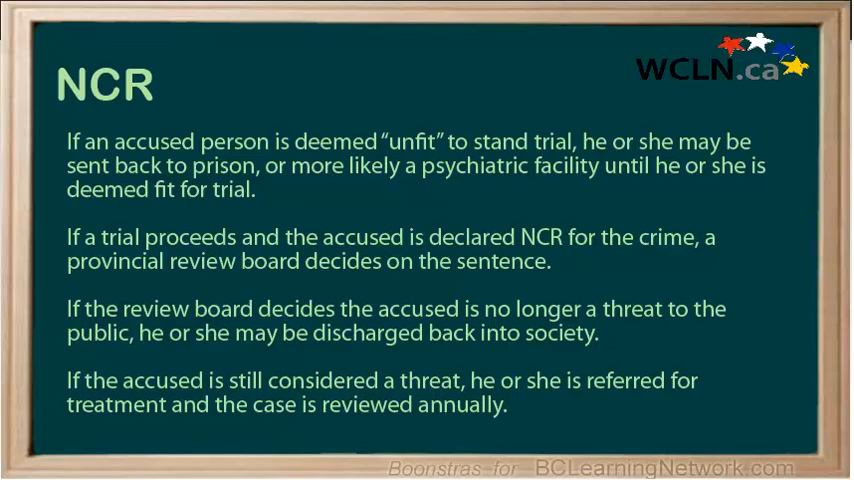 WCLN.ca
NCR
If an accused person is deemed “unfit” to stand trial, he or she may be
sent back to prison, or more likely a psychiatric facility until he or she is
deemed fit for trial.
If a trial proceeds and the accused is declared NCR for the crime, a
provincial review board decides on the sentence.
If the review board decides the accused is no longer a threat to the
public, he or she may be discharged back into society.
If the accused is still considered a threat, he or she is referred for
treatment and the case is reviewed annually.
Boonstras for BCLearningNetwork.com